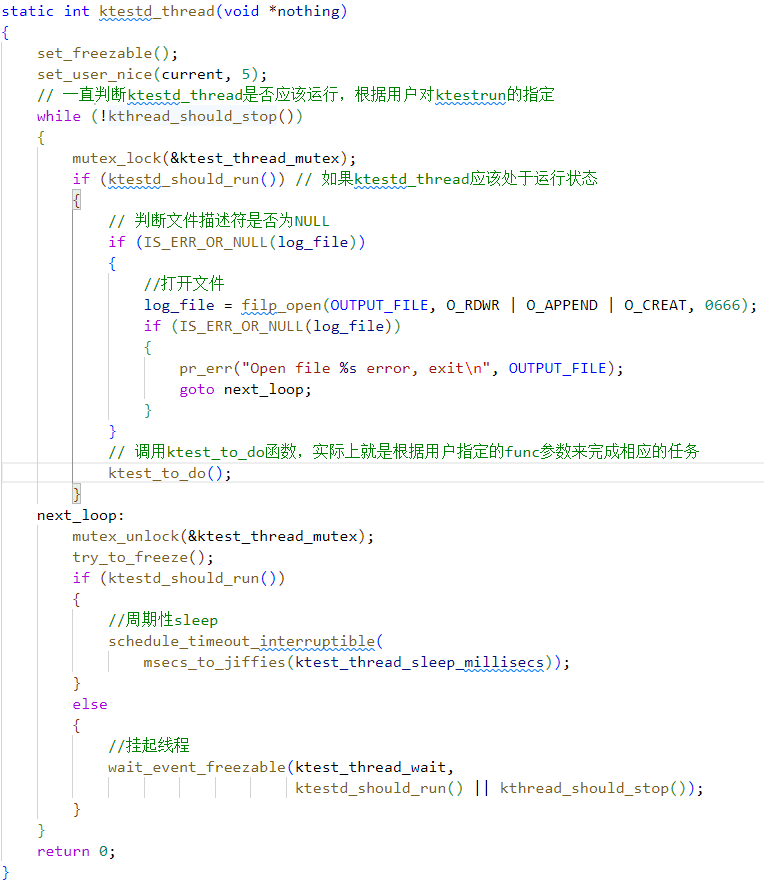 static int ktestd_thread(void *nothing)
{
    set_freezable();
    set_user_nice(current, 5);
    // 一直判断ktestd_thread是否应该运行，根据用户对ktestrun的指定
    while (!kthread_should_stop())
    {
        mutex_lock(&ktest_thread_mutex);
        if (ktestd_should_run()) // 如果ktestd_thread应该处于运行状态
        {
            // 判断文件描述符是否为NULL
            if (IS_ERR_OR_NULL(log_file))
            {
                //打开文件
                log_file = filp_open(OUTPUT_FILE, O_RDWR | O_APPEND | O_CREAT, 0666);
                if (IS_ERR_OR_NULL(log_file))
                {
                    pr_err("Open file %s error, exit\n", OUTPUT_FILE);
                    goto next_loop;
                }
            }
            // 调用ktest_to_do函数，实际上就是根据用户指定的func参数来完成相应的任务
            ktest_to_do();
        }
    next_loop:
        mutex_unlock(&ktest_thread_mutex);
        try_to_freeze();
        if (ktestd_should_run())
        {
            //周期性sleep
            schedule_timeout_interruptible(
                msecs_to_jiffies(ktest_thread_sleep_millisecs));
        }
        else
        {
            //挂起线程
            wait_event_freezable(ktest_thread_wait,
                                 ktestd_should_run() || kthread_should_stop());
        }
    }
    return 0;
}